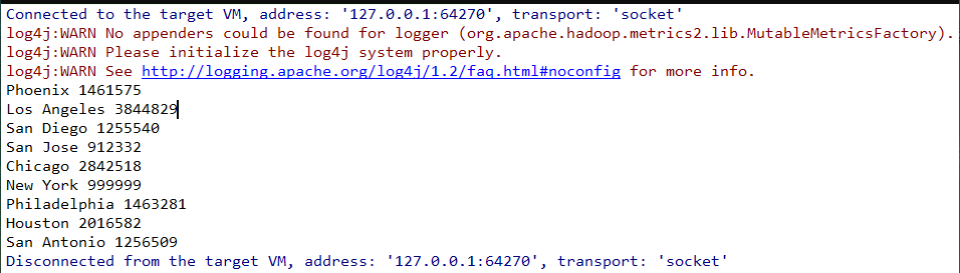 Connected to the target VM, address: '127.0.0.1:64270', transport: 'socket'
log4j:WARN No appenders could be found for logger (org.apache.hadoop.metrics2.lib.MutableMetricsFactory).
log4j:WARN Please initialize the log4j system properly.
log4j:WARN See http://logging.apache.org/log4j/1.2/faq.html#noconfig for more info.
Phoenix 1461575
Los Angeles 3844829
San Diego 1255540
San Jose 912332
Chicago 2842518
New York 999999
Philadelphia 1463281
Houston 2016582
San Antonio 1256509
Disconnected from the target VM, address: '127.0.0.1:64270', transport: 'socket'